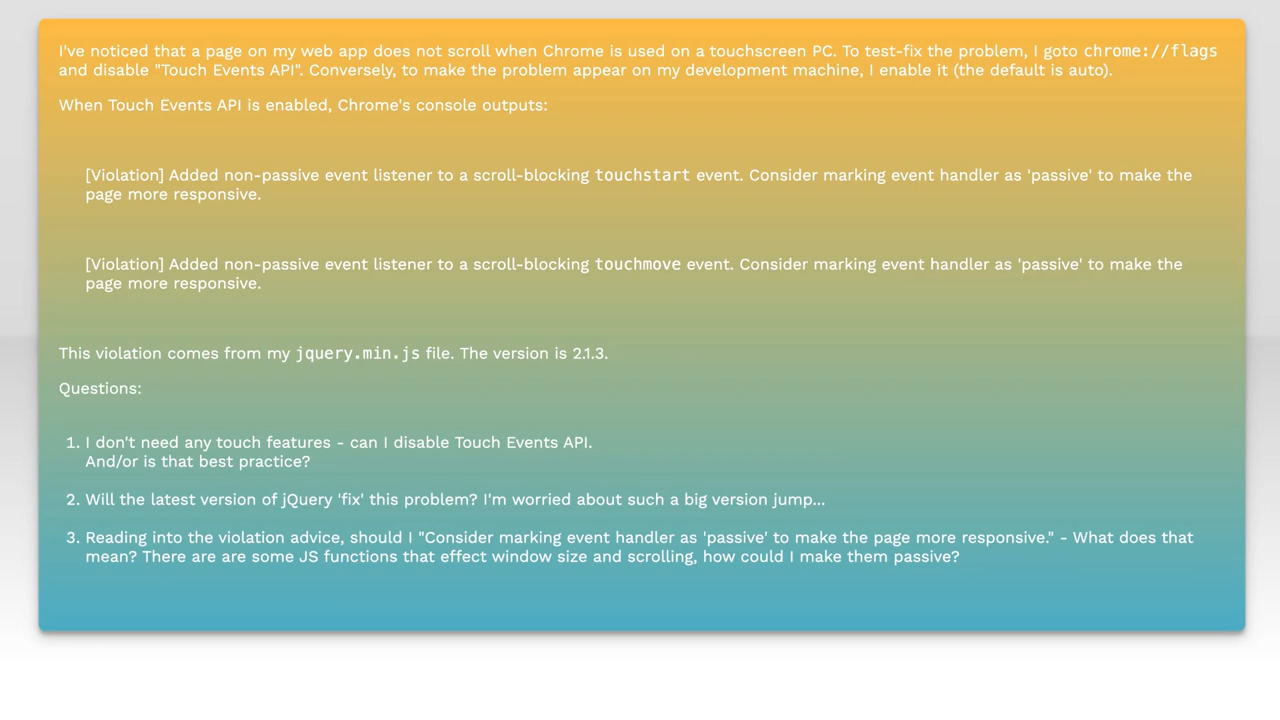 I've noticed that a page on my web app does not scroll when Chrome is used on a touchscreen PC. To test-fix the problem, I goto chrome://flags
and disable "Touch Events API". Conversely, to make the problem appear on my development machine, I enable it (the default is auto).
When Touch Events API is enabled, Chrome's console outputs:
[Violation] Added non-passive event listener to a scroll-blocking touchstart event. Consider marking event handler as 'passive' to make the
page more responsive.
[Violation] Added non-passive event listener to a scroll-blocking touchmove event. Consider marking event handler as 'passive' to make the
page more responsive.
This violation comes from my jquery.min.js file. The version is 2.1.3.
Questions:
1. I don't need any touch features - can I disable Touch Events API.
And/or is that best practice?
2. Will the latest version of jQuery 'fix' this problem? I'm worried about such a big version jump...
3. Reading into the violation advice, should I "Consider marking event handler as 'passive' to make the page more responsive." - What does that
mean? There are are some JS functions that effect window size and scrolling, how could I make them passive?